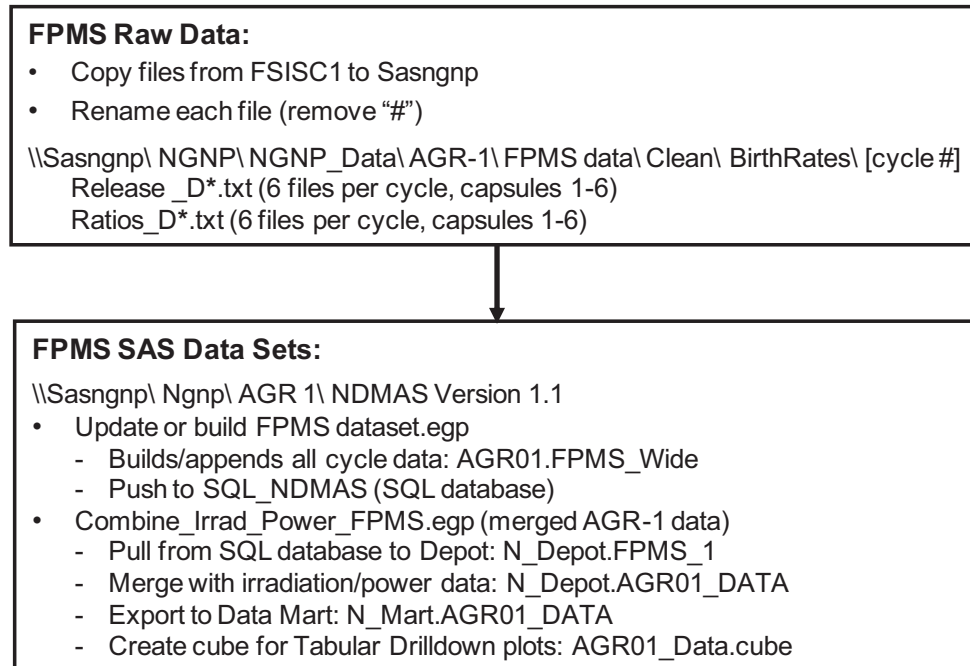 FPMS Raw Data:
• Copy files from FSISC1 to Sasngnp
• Rename each file (remove “#”)
\\Sasngnp\ NGNP\ NGNP_Data\ AGR-1\ FPMS data\ Clean\ BirthRates\ [cycle #]
Release _D*.txt (6 files per cycle, capsules 1-6)
Ratios_D*.txt (6 files per cycle, capsules 1-6)
FPMS SAS Data Sets:
\\Sasngnp\ Ngnp\ AGR 1\ NDMAS Version 1.1
• Update or build FPMS dataset.egp
- Builds/appends all cycle data: AGR01.FPMS_Wide
- Push to SQL_NDMAS (SQL database)
• Combine_Irrad_Power_FPMS.egp (merged AGR-1 data)
- Pull from SQL database to Depot: N_Depot.FPMS_1
- Merge with irradiation/power data: N_Depot.AGR01_DATA
- Export to Data Mart: N_Mart.AGR01_DATA
- Create cube for Tabular Drilldown plots: AGR01_Data.cube